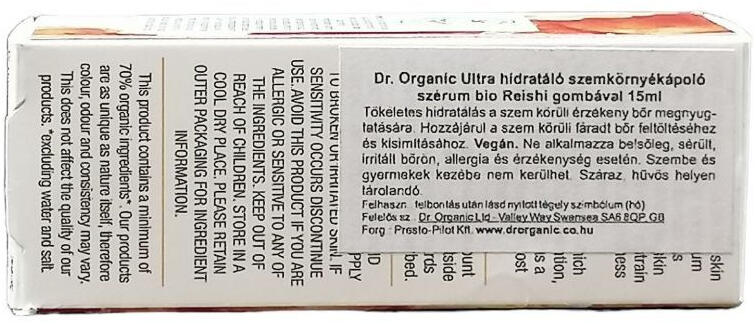 Dr. Organic Ultra hidratáló szemkörnyékápoló
szérum bio Reishi gombával 15ml
Tökéletes hidratálás a szem körüli érzékeny bőr megnyug-
tatására. Hozzájárul a szem körüli fáradt bőr feltöltéséhez
és kisimításához. Vegán. Ne alkalmazza belsőleg, sérült,
irritált bőrön, allergia és érzékenység esetén. Szembe és
gyermekek kezébe nem kerülhet. Száraz, hűvös helyen
tárolandó.
Felhaszn.: felbontás után lásd nyitott tégely szimbólum (hó)
Felelős sz.: Dr. Organic Ltd - Valley Way Swansea SA6 8QP GB
Forg.: Presto-Pilot Kft. www.drorganic.co.hu
TO BROKEN OR IRRITATED SKIN. IF
SENSITIVITY OCCURS DISCONTINUE
USE. AVOID THIS PRODUCT IF YOU ARE
ALLERGIC OR SENSITIVE TO ANY OF
THE INGREDIENTS. KEEP OUT OF
REACH OF CHILDREN. STORE IN A
COOL DRY PLACE. PLEASE RETAIN
OUTER PACKAGING FOR INGREDIENT
INFORMATION.
This product contains a minimum of
70% organic ingredients*. Our products
are as unique as nature itself, therefore
colour, odour and consistency may vary.
This does not affect the quality of our
products. *excluding water and salt.